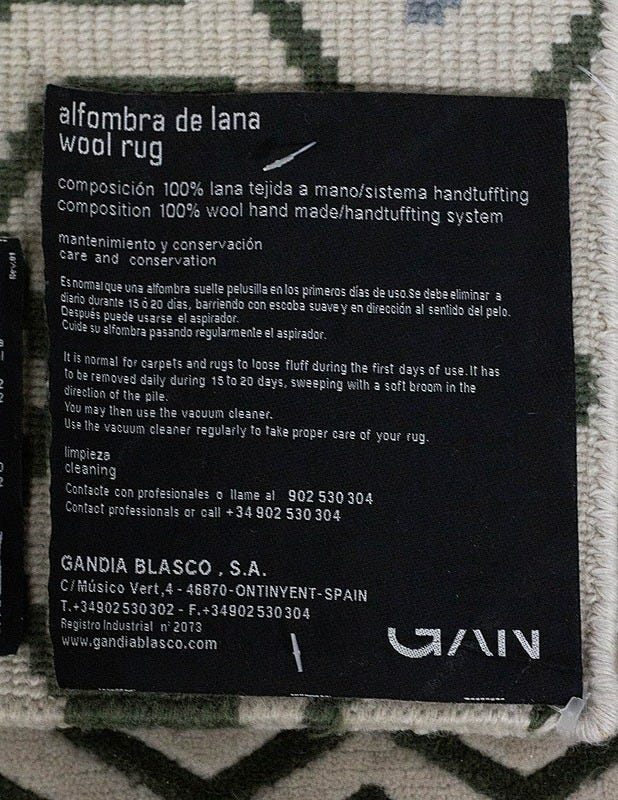 alfombra de lana
wool rug
composición 100% lana tejida a mano/sistema handtuffting
composition 100% wool hand made/handtuffting system
mantenimiento y conservación
care and conservation
Es normal que una alfombra suelte pelusilla en los primeros días de uso.Se debe eliminar a
diario durante 15 ó 20 días, barriendo con escoba suave y en dirección al sentido del pelo.
Después puede usarse el aspirador.
Cuide su alfombra pasando regularmente el aspirador.
It is normal for carpets and rugs to loose fluff during the first days of use.It has
to be removed daily during 15 to 20 days, sweeping with a soft broom in the
direction of the pile.
You may then use the vacuum cleaner.
Use the vacuum cleaner regularly to take proper care of your rug.
limpieza
cleaning
Contacte con profesionales o llame al 902 530 304
Contact professionals or call +34 902 530 304
GANDIA BLASCO , S.A.
C/Músico Vert,4 - 46870-ONTINYENT-SPAIN
T.+34902530302 - F.+34902530304
Registro Industrial nº 2073
www.gandiablasco.com
GAN
Rev.01